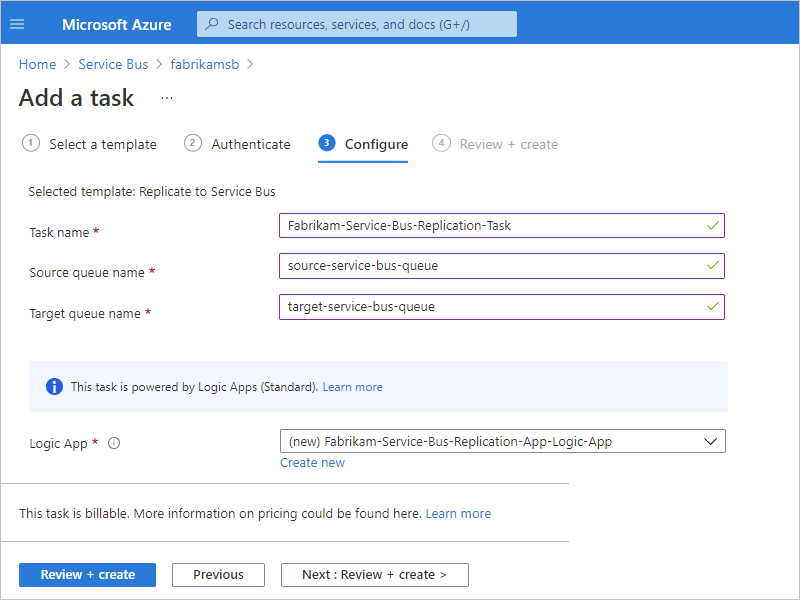 Microsoft Azure
Search resources, services, and docs (G+/)
Home > Service Bus > fabrikamsb >
Add a task ...
1 Select a template 2 Authenticate 3 Configure 4 Review + create
Selected template: Replicate to Service Bus
Task name * Fabrikam-Service-Bus-Replication-Task
Source queue name * source-service-bus-queue
Target queue name * target-service-bus-queue
This task is powered by Logic Apps (Standard). Learn more
Logic App * (new) Fabrikam-Service-Bus-Replication-App-Logic-App
Create new
This task is billable. More information on pricing could be found here. Learn more
Review + create Previous Next : Review + create >